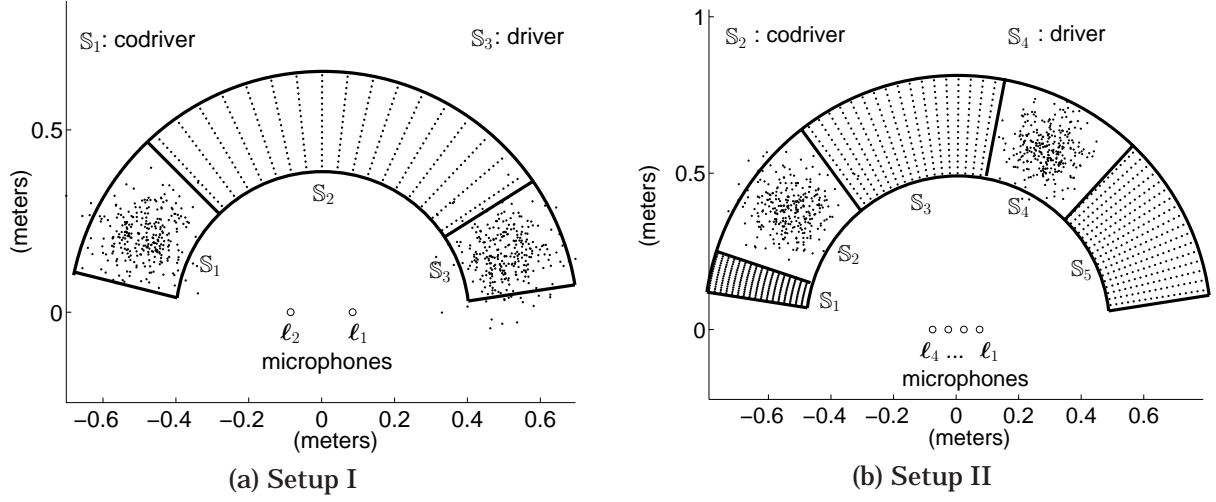 𝕊1: codriver
𝕊3: driver
0.5
0
(meters)
𝕊1
𝕊2
𝕊3
ℓ2
ℓ1
microphones
−0.6 −0.4 −0.2 0 0.2 0.4 0.6
(meters)
(a) Setup I
1
𝕊2 : codriver
𝕊4 : driver
0.5
0
(meters)
𝕊1
𝕊2
𝕊3
𝕊4
𝕊5
ℓ4 ... ℓ1
microphones
−0.6 −0.4 −0.2 0 0.2 0.4 0.6
(meters)
(b) Setup II